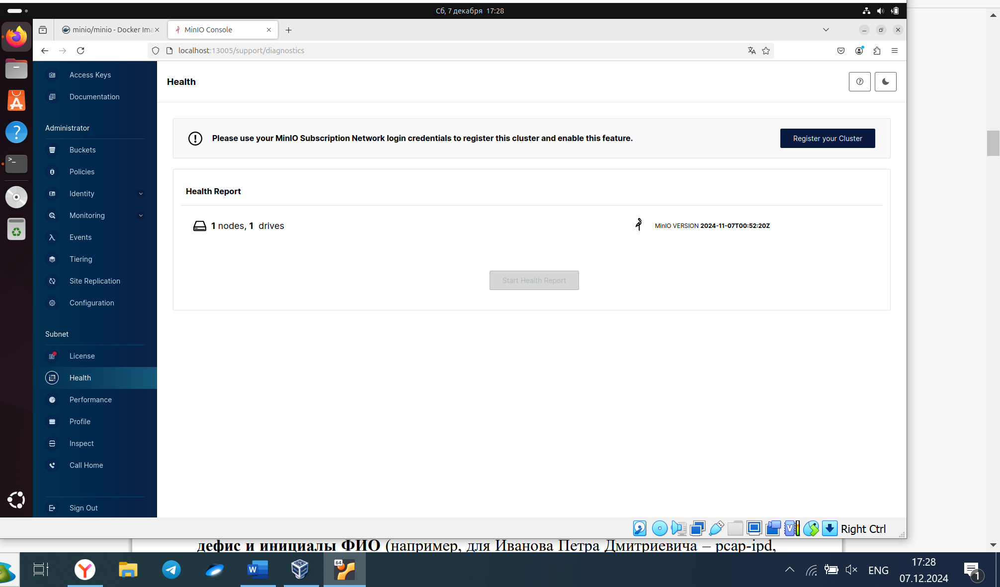 Сб, 7 декабря 17:28
minio/minio - Docker Ima
MinIO Console
localhost:13005/support/diagnostics
Access Keys
Documentation
Administrator
Buckets
Policies
Identity
Monitoring
Events
Tiering
Site Replication
Configuration
Subnet
License
Health
Performance
Profile
Inspect
Call Home
Sign Out
Health
Please use your MinIO Subscription Network login credentials to register this cluster and enable this feature.
Register your Cluster
Health Report
1 nodes, 1 drives
MinIO VERSION 2024-11-07T00:52:20Z
Start Health Report
Right Ctrl
дефис и инициалы ФИО (например, для Иванова Петра Дмитриевича – pcap-ipd,
64
ENG
17:28
07.12.2024
1